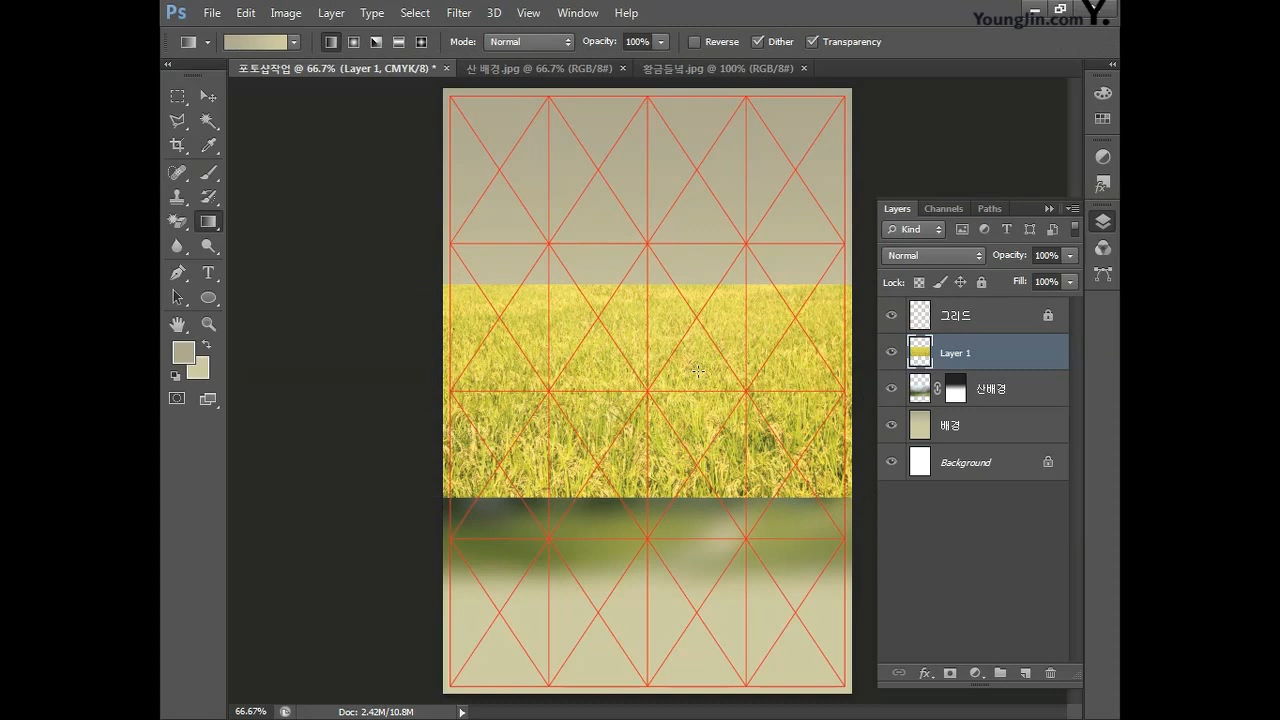 YoungJin.com Y.
Ps File Edit Image Layer Type Select Filter 3D View Window Help
Mode: Normal Opacity: 100% Reverse Dither Transparency
포토샵작업 @ 66.7% (Layer 1, CMYK/8) * × 산 배경.jpg @ 66.7% (RGB/8#) × 황금들녘.jpg @ 100% (RGB/8#) ×
Layers Channels Paths
Kind
Normal Opacity: 100%
Lock: Fill: 100%
그리드
Layer 1
산배경
배경
Background
66.67% Doc: 2.42M/10.8M